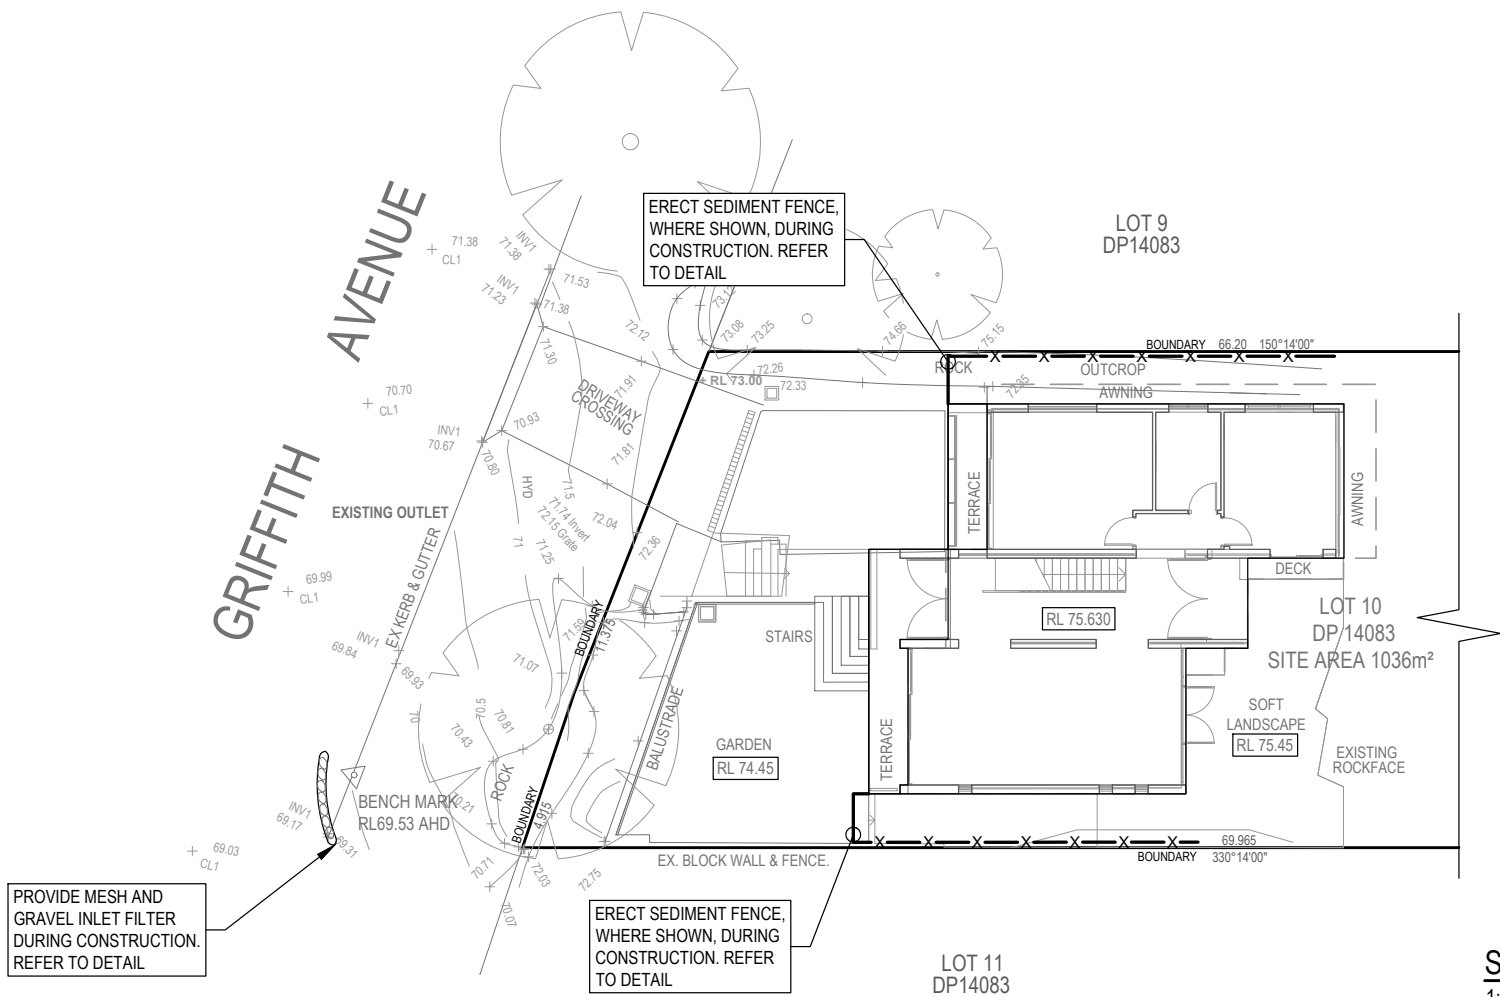 GRIFFITH AVENUE
ERECT SEDIMENT FENCE,
WHERE SHOWN, DURING
CONSTRUCTION. REFER
TO DETAIL
LOT 9
DP14083
71.38
CL1
71.38
INV1
71.53
INV1
71.23
71.38
72.12
73.12
73.08
73.25
74.66
75.15
BOUNDARY 66.20 150°14'00"
71.30
ROCK
OUTCROP
AWNING
72.26
+ RL 73.00
72.33
72.35
71.91
DRIVEWAY
CROSSING
70.70
CL1
INV1
70.67
70.93
71.81
70.80
HYD
71.5
EXISTING OUTLET
71.74 Invert
72.15 Grate
72.04
71
71.25
72.36
TERRACE
AWNING
DECK
EX KERB & GUTTER
69.99
CL1
BOUNDARY
11.375
71.59
STAIRS
RL 75.630
LOT 10
DP 14083
SITE AREA 1036m²
INV1
69.84
69.93
71.07
70.5
70.81
70
70.43
BALUSTRADE
GARDEN
RL 74.45
TERRACE
SOFT
LANDSCAPE
RL 75.45
EXISTING
ROCKFACE
ROCK
BENCH MARK
RL69.53 AHD
70.21
BOUNDARY
4.915
INV1
69.17
69.31
69.03
CL1
70.71
72.03
72.75
70.07
EX. BLOCK WALL & FENCE.
69.965
BOUNDARY 330°14'00"
PROVIDE MESH AND
GRAVEL INLET FILTER
DURING CONSTRUCTION.
REFER TO DETAIL
ERECT SEDIMENT FENCE,
WHERE SHOWN, DURING
CONSTRUCTION. REFER
TO DETAIL
LOT 11
DP14083
S